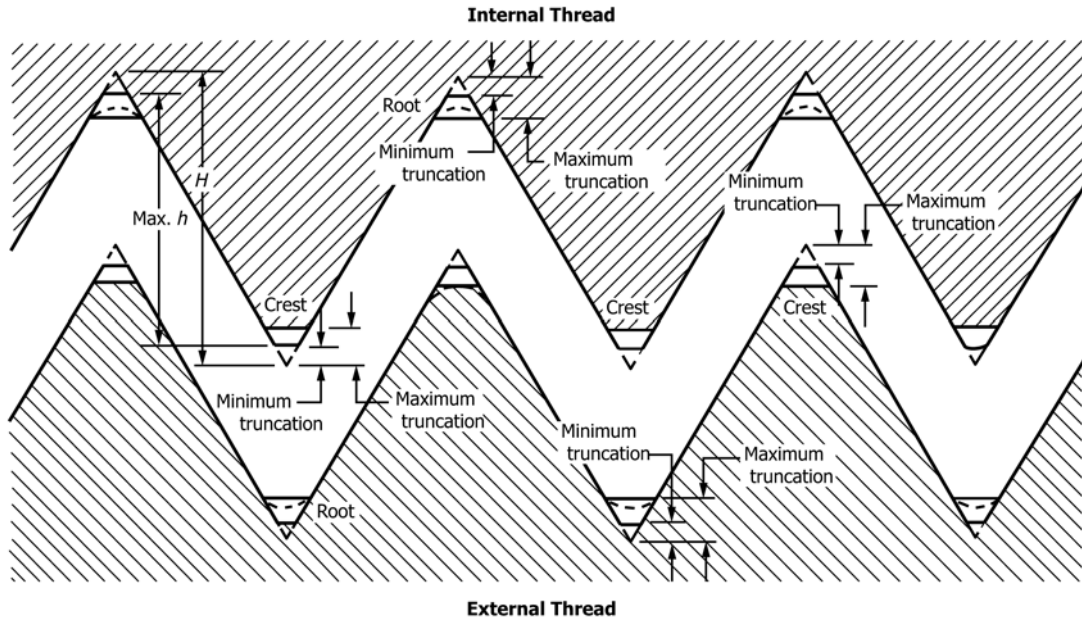 Internal Thread
Root
Minimum
truncation
Maximum
truncation
H
Max. h
Minimum
truncation
Maximum
truncation
Crest
Crest
Crest
Minimum
truncation
Maximum
truncation
Minimum
truncation
Maximum
truncation
Root
External Thread